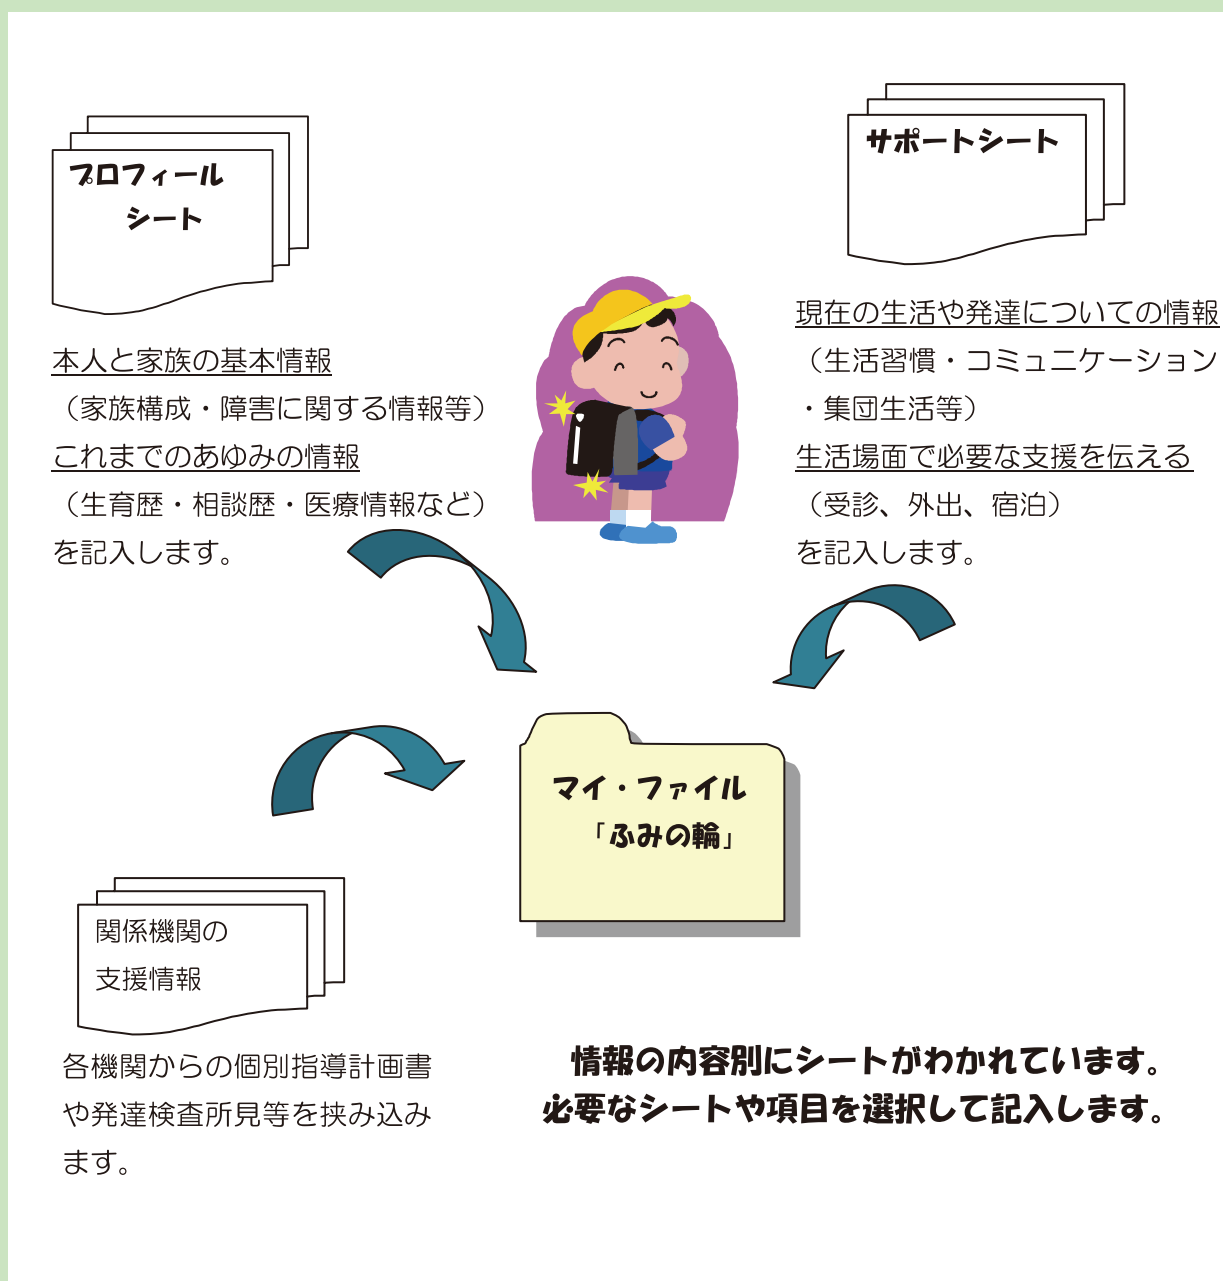 プロフィール
シート
本人と家族の基本情報
（家族構成・障害に関する情報等）
これまでのあゆみの情報
（生育歴・相談歴・医療情報など）
を記入します。
サポートシート
現在の生活や発達についての情報
（生活習慣・コミュニケーション
・集団生活等）
生活場面で必要な支援を伝える
（受診、外出、宿泊）
を記入します。
マイ・ファイル
「ふみの輪」
関係機関の
支援情報
各機関からの個別指導計画書
や発達検査所見等を挟み込み
ます。
情報の内容別にシートがわかれています。
必要なシートや項目を選択して記入します。